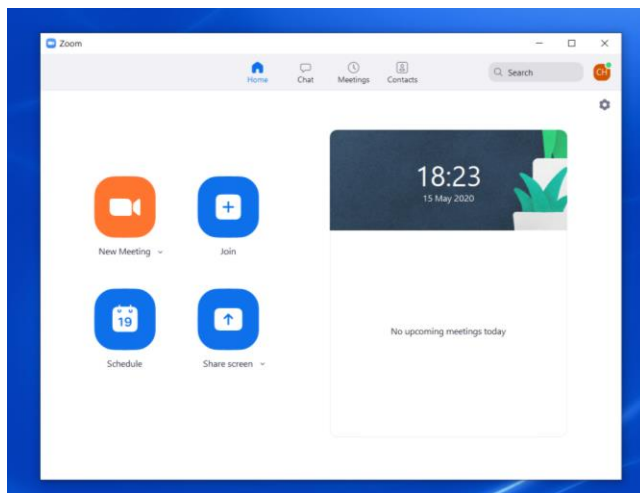 Zoom
Home
Chat
Meetings
Contacts
Search
CH
18:23
15 May 2020
New Meeting
Join
19
Schedule
Share screen
No upcoming meetings today